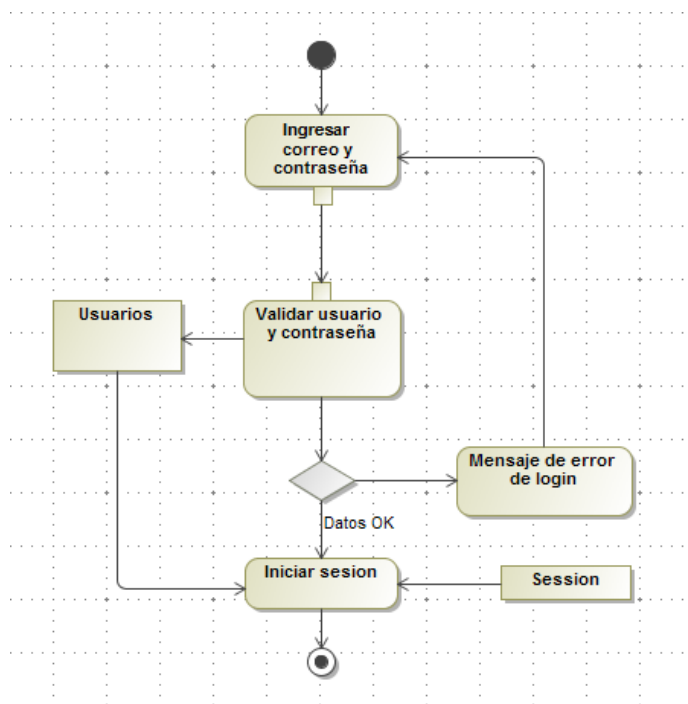 Ingresar
correo y
contraseña
Usuarios
Validar usuario
y contraseña
Mensaje de error
de login
Datos OK
Iniciar sesion
Session